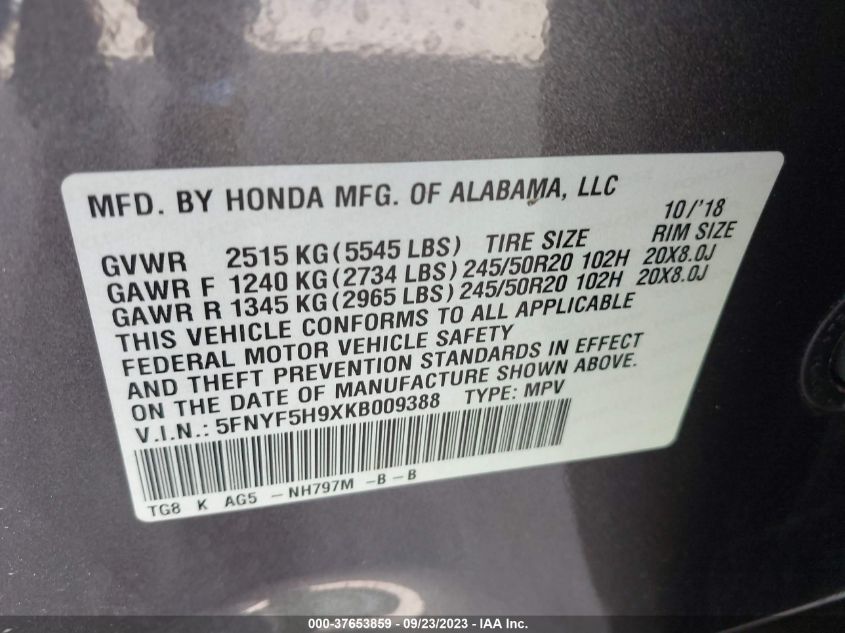 MFD. BY HONDA MFG. OF ALABAMA, LLC 10/'18
GVWR 2515 KG (5545 LBS) TIRE SIZE RIM SIZE
GAWR F 1240 KG (2734 LBS) 245/50R20 102H 20X8.0J
GAWR R 1345 KG (2965 LBS) 245/50R20 102H 20X8.0J
THIS VEHICLE CONFORMS TO ALL APPLICABLE
FEDERAL MOTOR VEHICLE SAFETY
AND THEFT PREVENTION STANDARDS IN EFFECT
ON THE DATE OF MANUFACTURE SHOWN ABOVE.
V.I.N.: 5FNYF5H9XKB009388 TYPE: MPV
TG8 K AG5 -NH797M -B-B
000-37653859 - 09/23/2023 - IAA Inc.